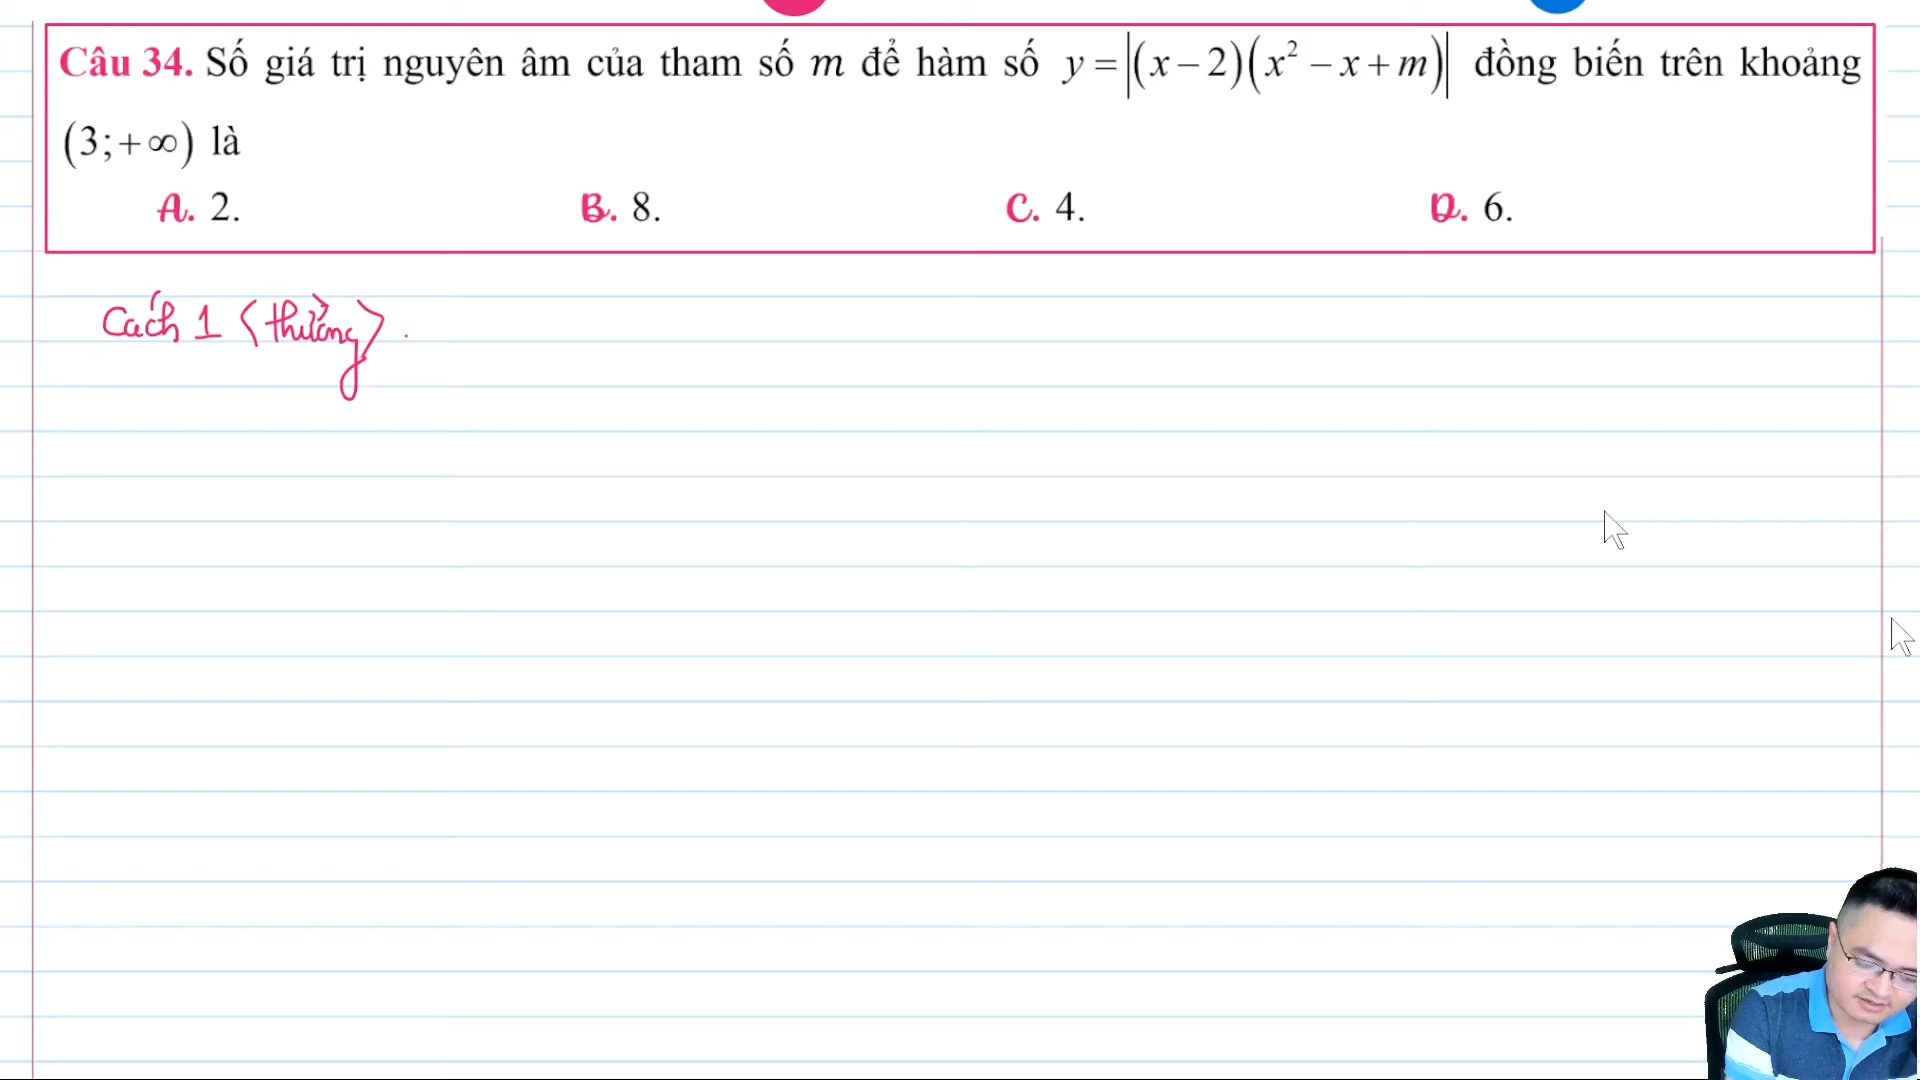 Câu 34. Số giá trị nguyên âm của tham số m để hàm số y = |(x − 2)(x² − x + m)| đồng biến trên khoảng
(3; + ∞) là
A. 2. B. 8. C. 4. D. 6.
Cách 1 (thường).